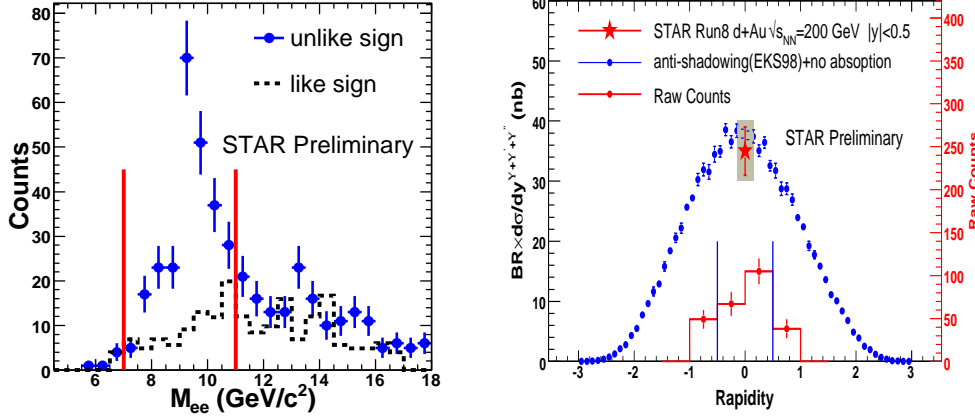 Counts
80
70
60
50
40
30
20
10
0
unlike sign
like sign
STAR Preliminary
6 8 10 12 14 16 18
M_ee (GeV/c²)
BR×dσ/dy^Υ+Υ'+Υ'' (nb)
60
50
40
30
20
10
0
STAR Run8 d+Au √s_NN=200 GeV |y|<0.5
anti-shadowing(EKS98)+no absoption
Raw Counts
STAR Preliminary
-3 -2 -1 0 1 2 3
Rapidity
400
350
300
250
200
150
100
50
0
Raw Counts